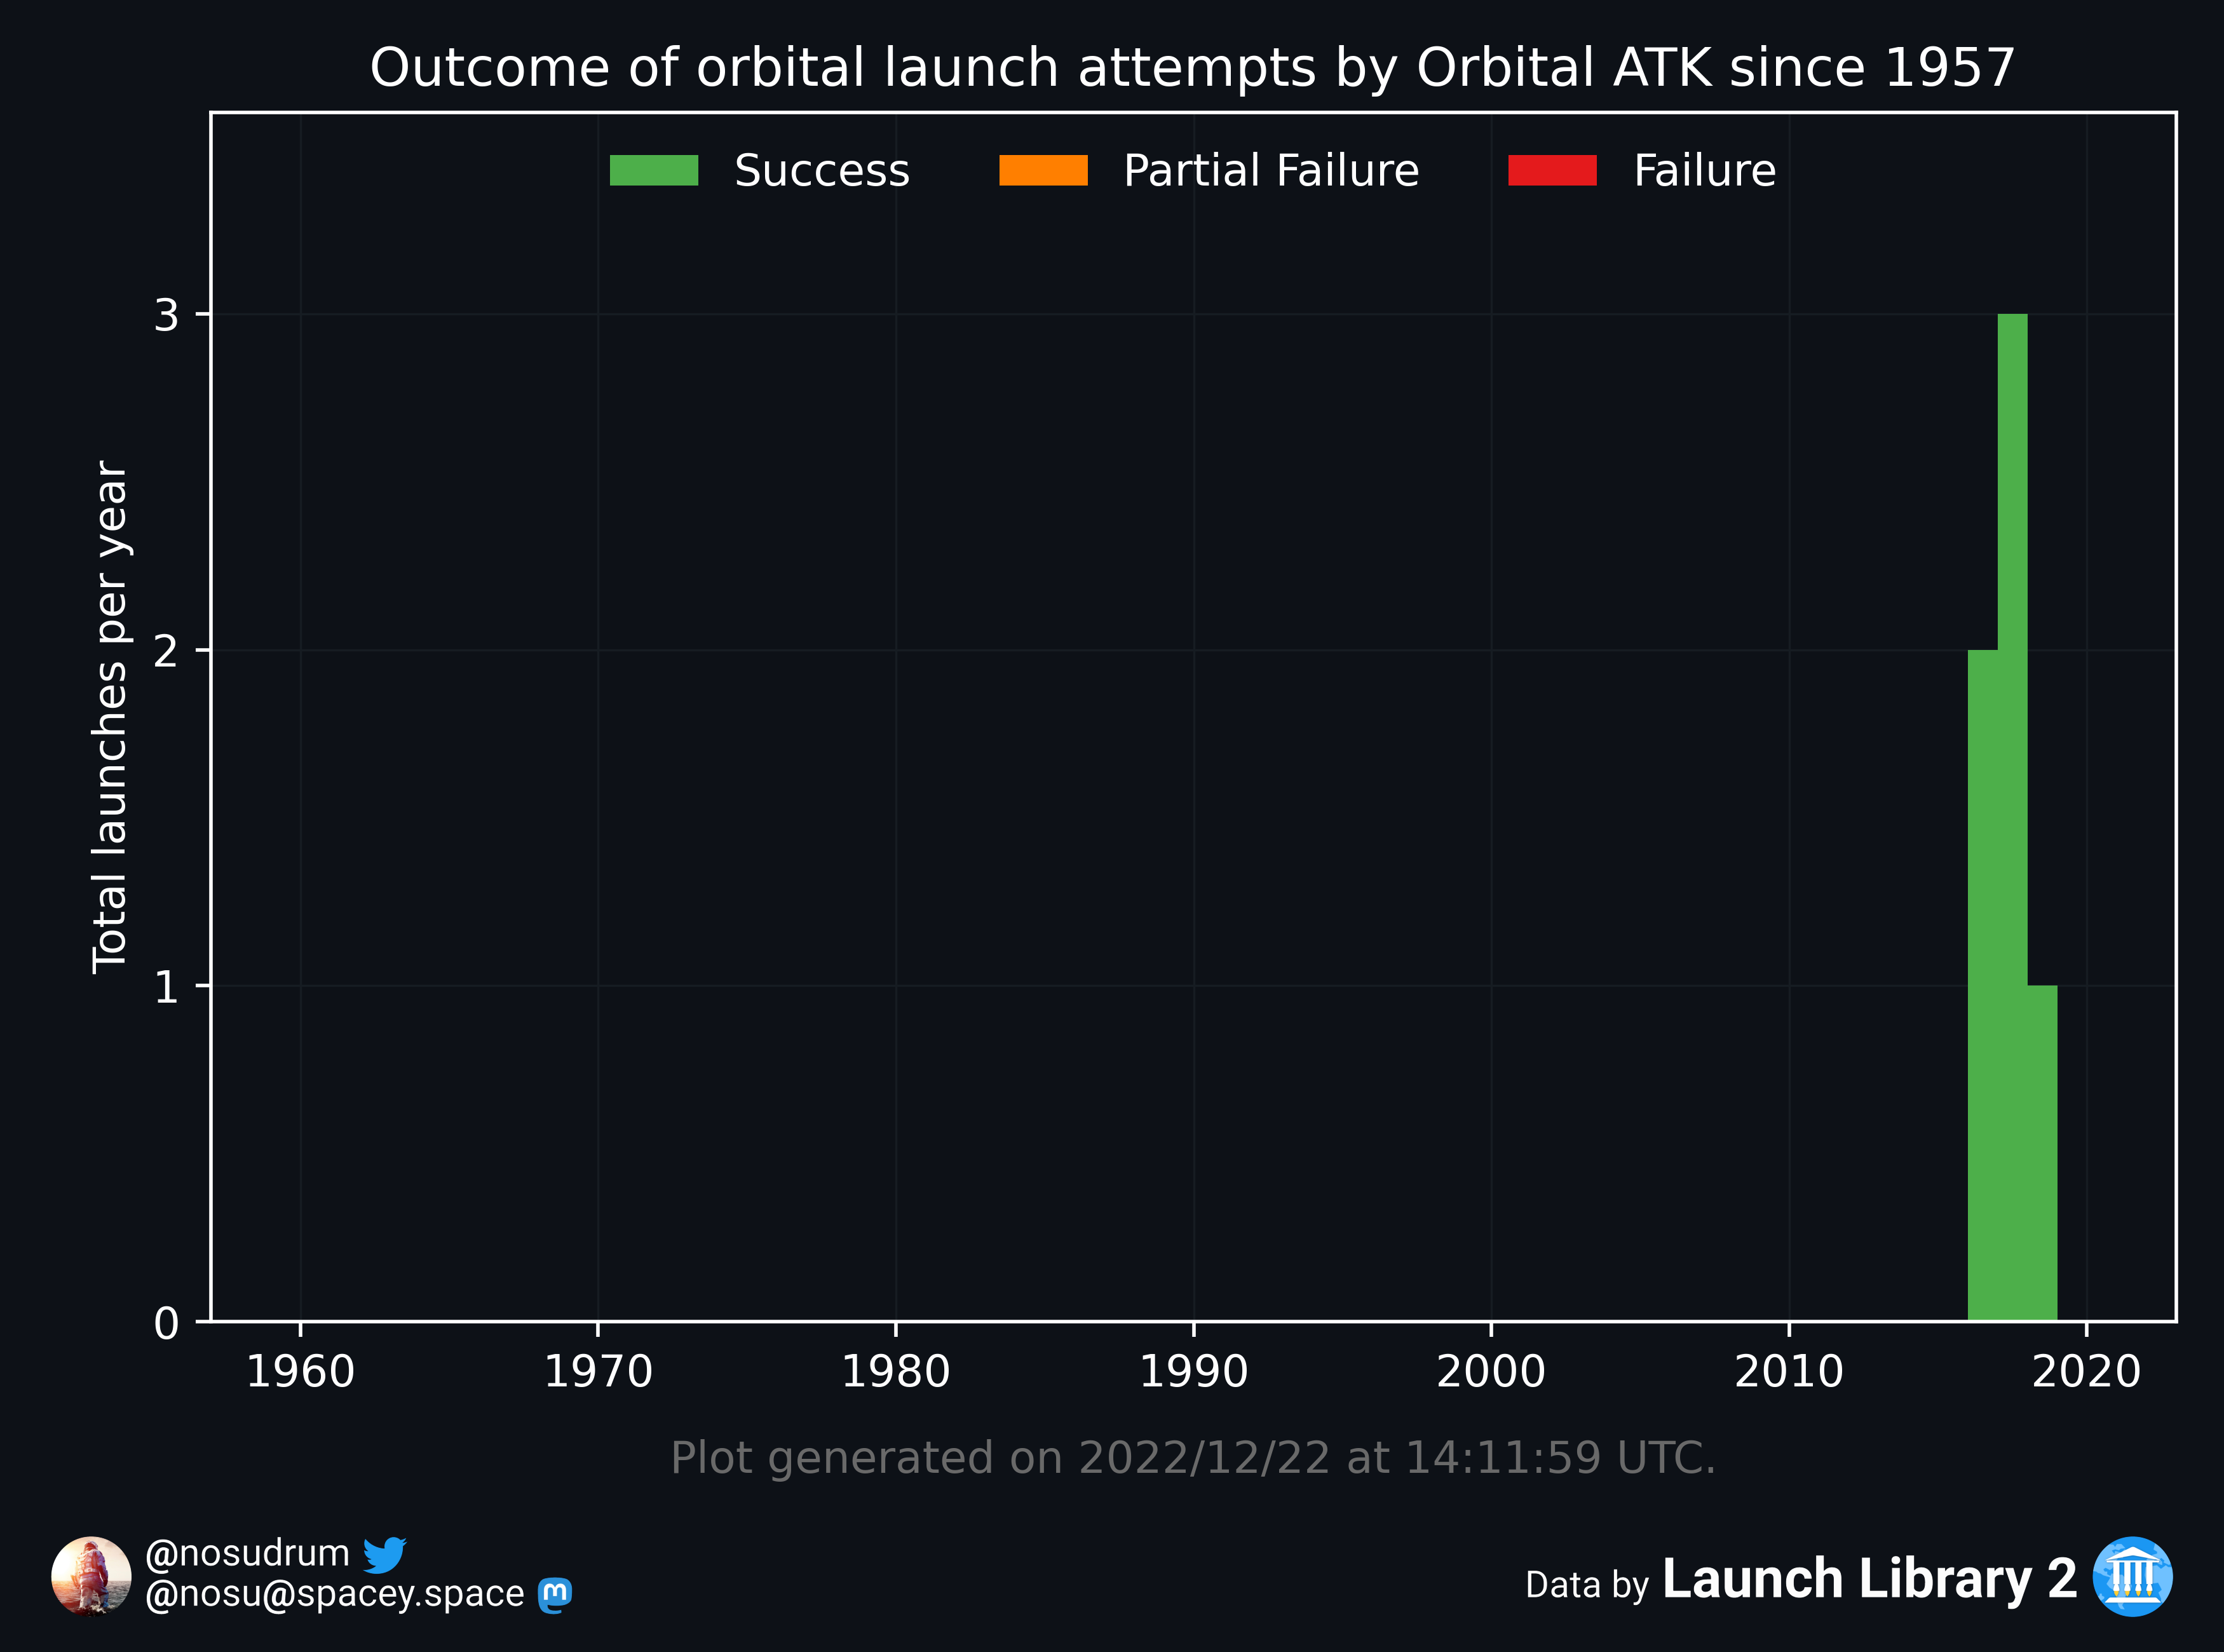 Outcome of orbital launch attempts by Orbital ATK since 1957
Success
Partial Failure
Failure
Total launches per year
3
2
1
0
1960
1970
1980
1990
2000
2010
2020
Plot generated on 2022/12/22 at 14:11:59 UTC.
@nosudrum
@nosu@spacey.space
Data by Launch Library 2